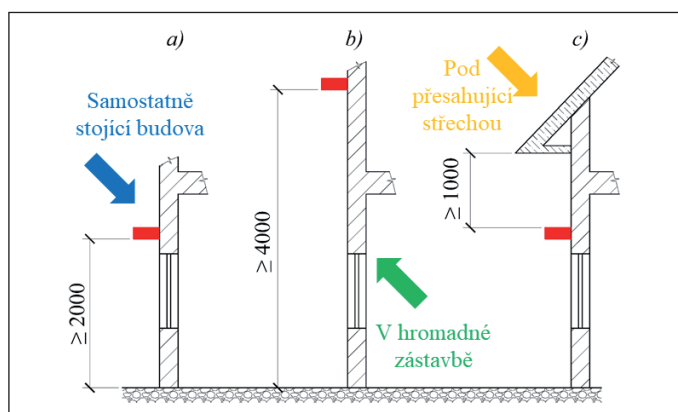 a)
b)
c)
Samostatně
stojící budova
Pod
přesahující
střechou
≥ 2000
≥ 4000
≥ 1000
V hromadné
zástavbě